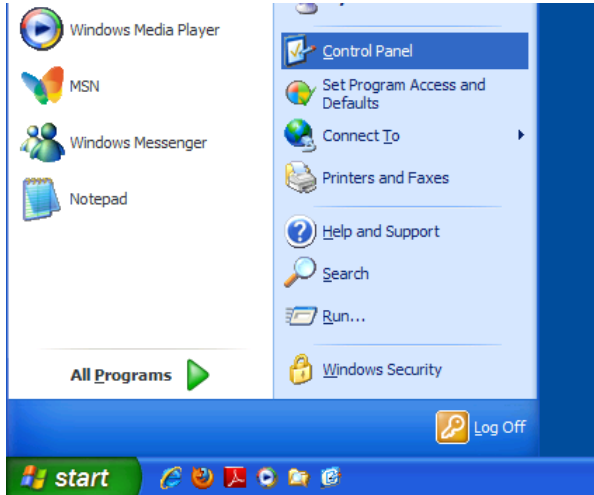 Windows Media Player
MSN
Windows Messenger
Notepad
All Programs
Control Panel
Set Program Access and
Defaults
Connect To
Printers and Faxes
Help and Support
Search
Run...
Windows Security
Log Off
start